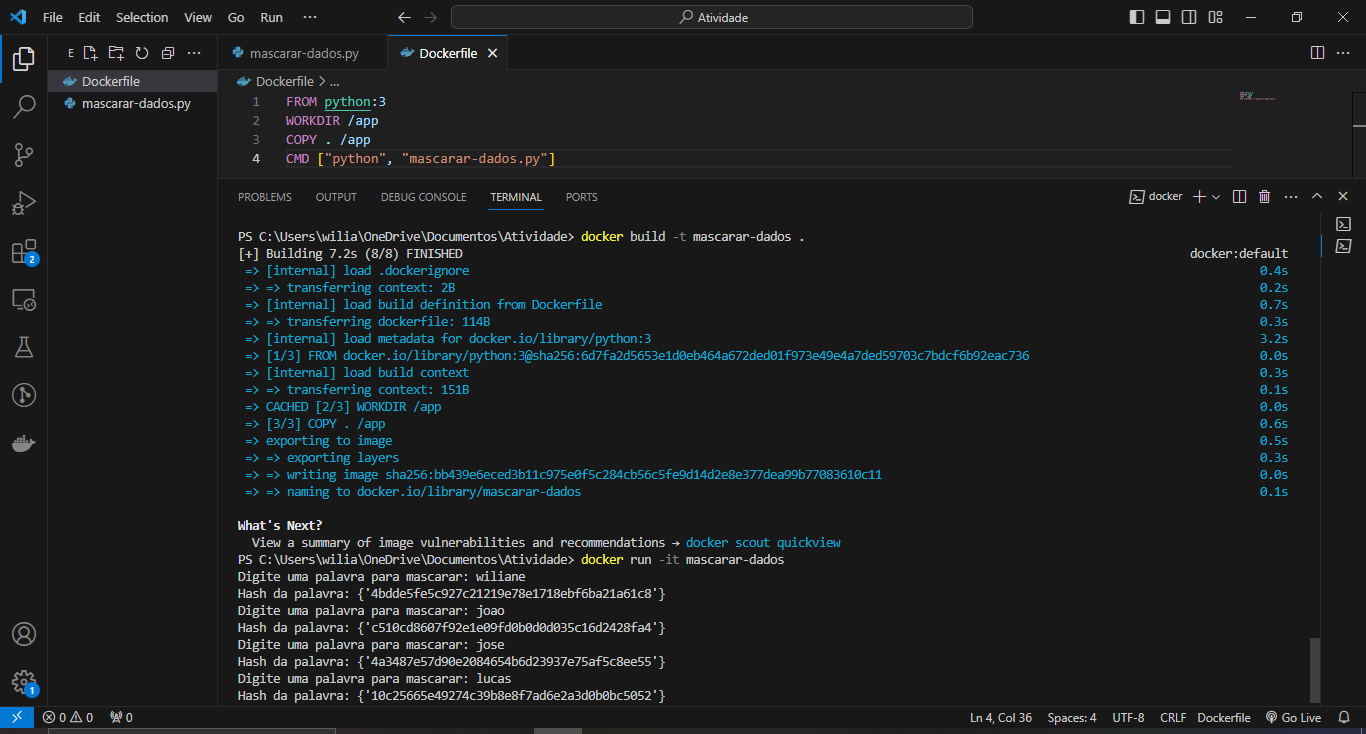 File Edit Selection View Go Run ··· Atividade
E ···
Dockerfile
mascarar-dados.py
mascarar-dados.py Dockerfile
Dockerfile > ...
1 FROM python:3
2 WORKDIR /app
3 COPY . /app
4 CMD ["python", "mascarar-dados.py"]
PROBLEMS OUTPUT DEBUG CONSOLE TERMINAL PORTS docker
PS C:\Users\wilia\OneDrive\Documentos\Atividade> docker build -t mascarar-dados .
[+] Building 7.2s (8/8) FINISHED docker:default
=> [internal] load .dockerignore 0.4s
=> => transferring context: 2B 0.2s
=> [internal] load build definition from Dockerfile 0.7s
=> => transferring dockerfile: 114B 0.3s
=> [internal] load metadata for docker.io/library/python:3 3.2s
=> [1/3] FROM docker.io/library/python:3@sha256:6d7fa2d5653e1d0eb464a672ded01f973e49e4a7ded59703c7bdcf6b92eac736 0.0s
=> [internal] load build context 0.3s
=> => transferring context: 151B 0.1s
=> CACHED [2/3] WORKDIR /app 0.0s
=> [3/3] COPY . /app 0.6s
=> exporting to image 0.5s
=> => exporting layers 0.3s
=> => writing image sha256:bb439e6eced3b11c975e0f5c284cb56c5fe9d14d2e8e377dea99b77083610c11 0.0s
=> => naming to docker.io/library/mascarar-dados 0.1s
What's Next?
View a summary of image vulnerabilities and recommendations → docker scout quickview
PS C:\Users\wilia\OneDrive\Documentos\Atividade> docker run -it mascarar-dados
Digite uma palavra para mascarar: wiliane
Hash da palavra: {'4bdde5fe5c927c21219e78e1718ebf6ba21a61c8'}
Digite uma palavra para mascarar: joao
Hash da palavra: {'c510cd8607f92e1e09fd0b0d0d035c16d2428fa4'}
Digite uma palavra para mascarar: jose
Hash da palavra: {'4a3487e57d90e2084654b6d23937e75af5c8ee55'}
Digite uma palavra para mascarar: lucas
Hash da palavra: {'10c25665e49274c39b8e8f7ad6e2a3d0b0bc5052'}
2
1
0 0 0 Ln 4, Col 36 Spaces: 4 UTF-8 CRLF Dockerfile Go Live